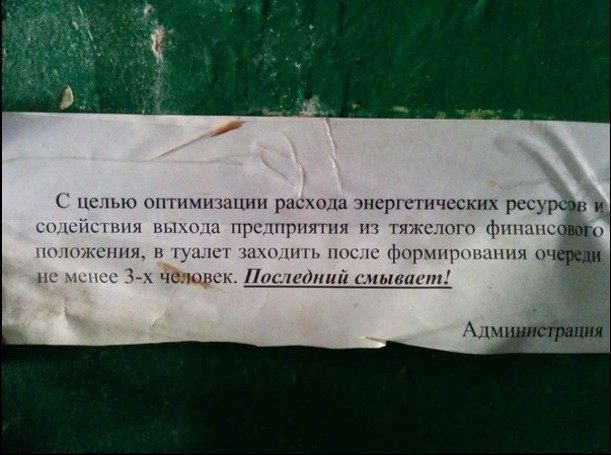 С целью оптимизации расхода энергетических ресурсов и
содействия выхода предприятия из тяжелого финансового
положения, в туалет заходить после формирования очереди
не менее 3-х человек. Последний смывает!
Администрация